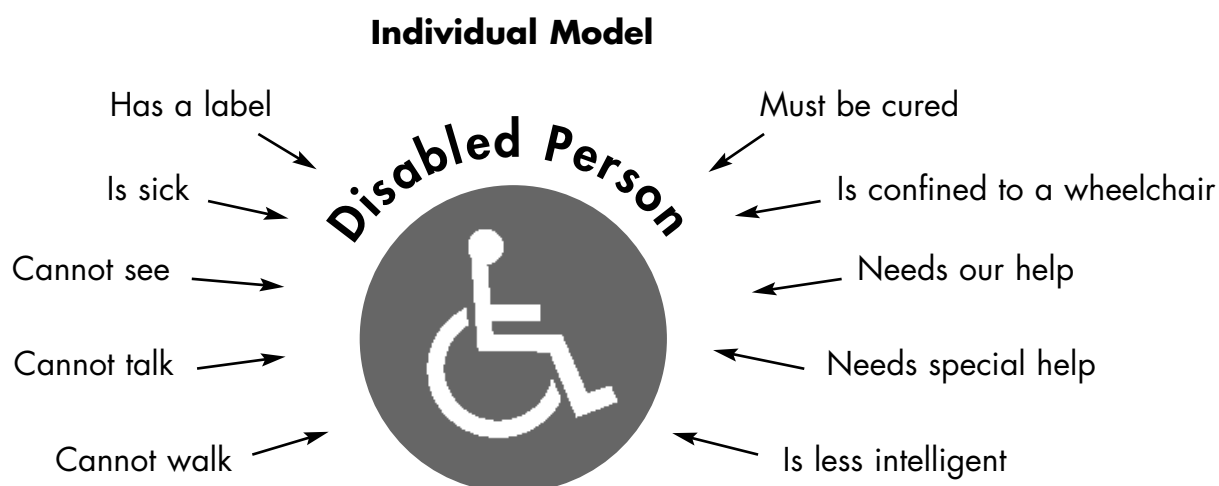 Individual Model
Has a label
Must be cured
Disabled Person
Is sick
Is confined to a wheelchair
Cannot see
Needs our help
Cannot talk
Needs special help
Cannot walk
Is less intelligent